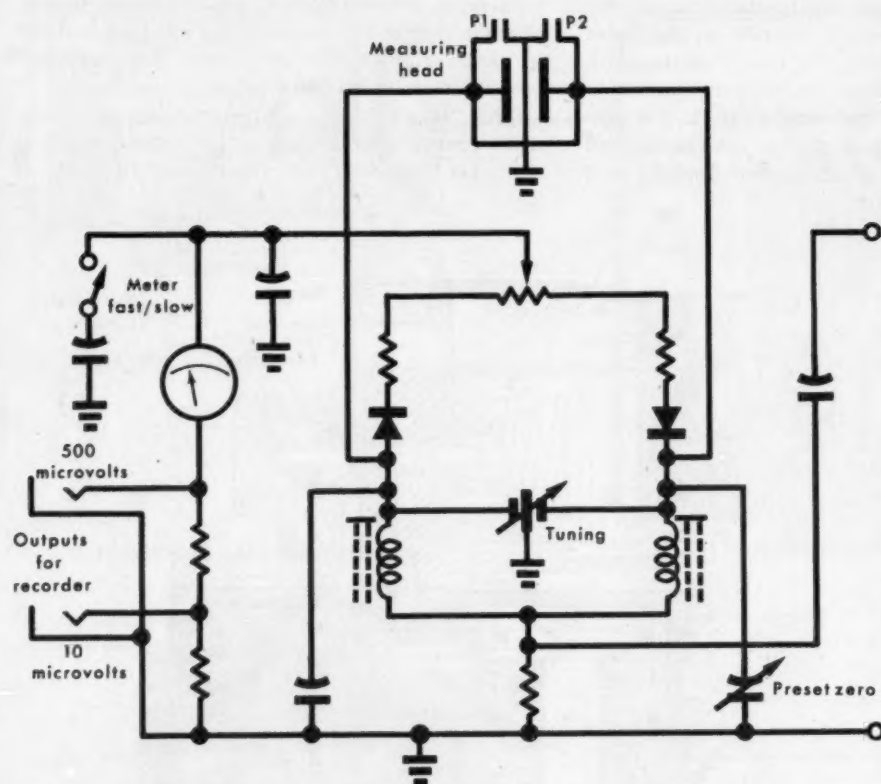 P1
P2
Measuring
head
Meter
fast/slow
500
microvolts
Outputs for
recorder
10
microvolts
Tuning
Preset zero